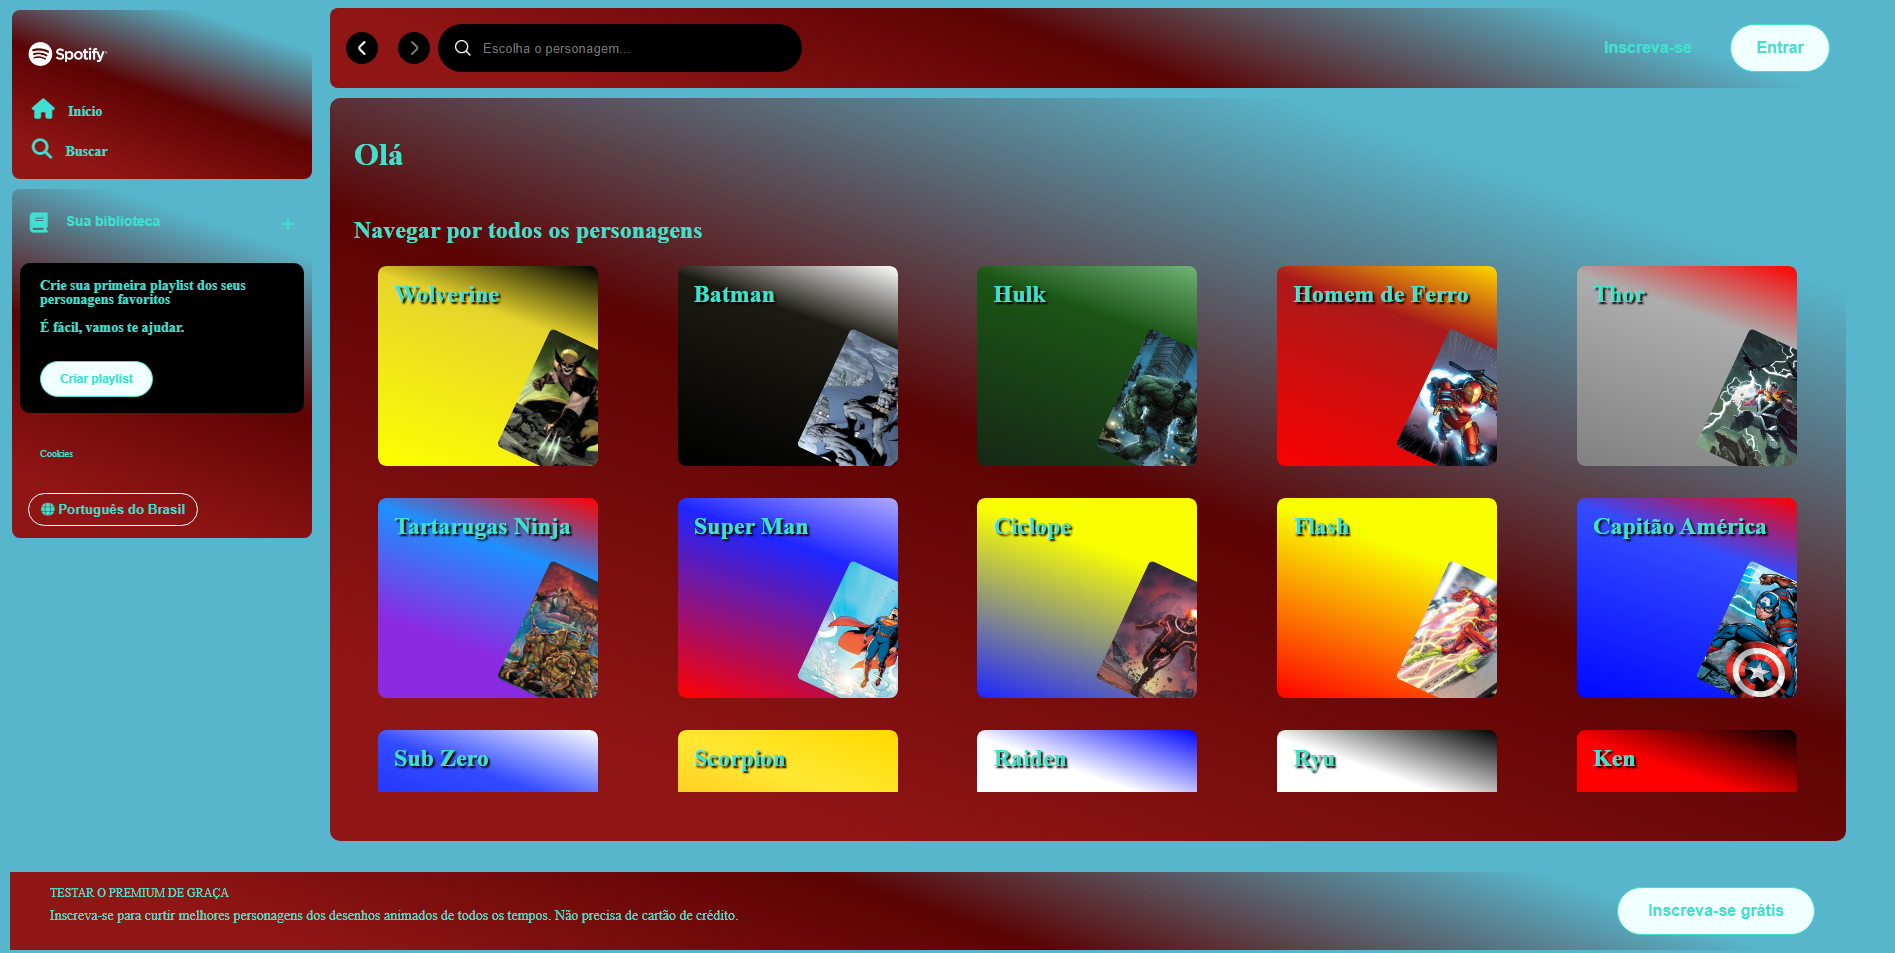 Spotify
Início
Buscar
Sua biblioteca
Crie sua primeira playlist dos seus
personagens favoritos
É fácil, vamos te ajudar.
Criar playlist
Cookies
Português do Brasil
Escolha o personagem...
Inscreva-se
Entrar
Olá
Navegar por todos os personagens
Wolverine
Batman
Hulk
Homem de Ferro
Thor
Tartarugas Ninja
Super Man
Ciclope
Flash
Capitão América
Sub Zero
Scorpion
Raiden
Ryu
Ken
TESTAR O PREMIUM DE GRAÇA
Inscreva-se para curtir melhores personagens dos desenhos animados de todos os tempos. Não precisa de cartão de crédito.
Inscreva-se grátis